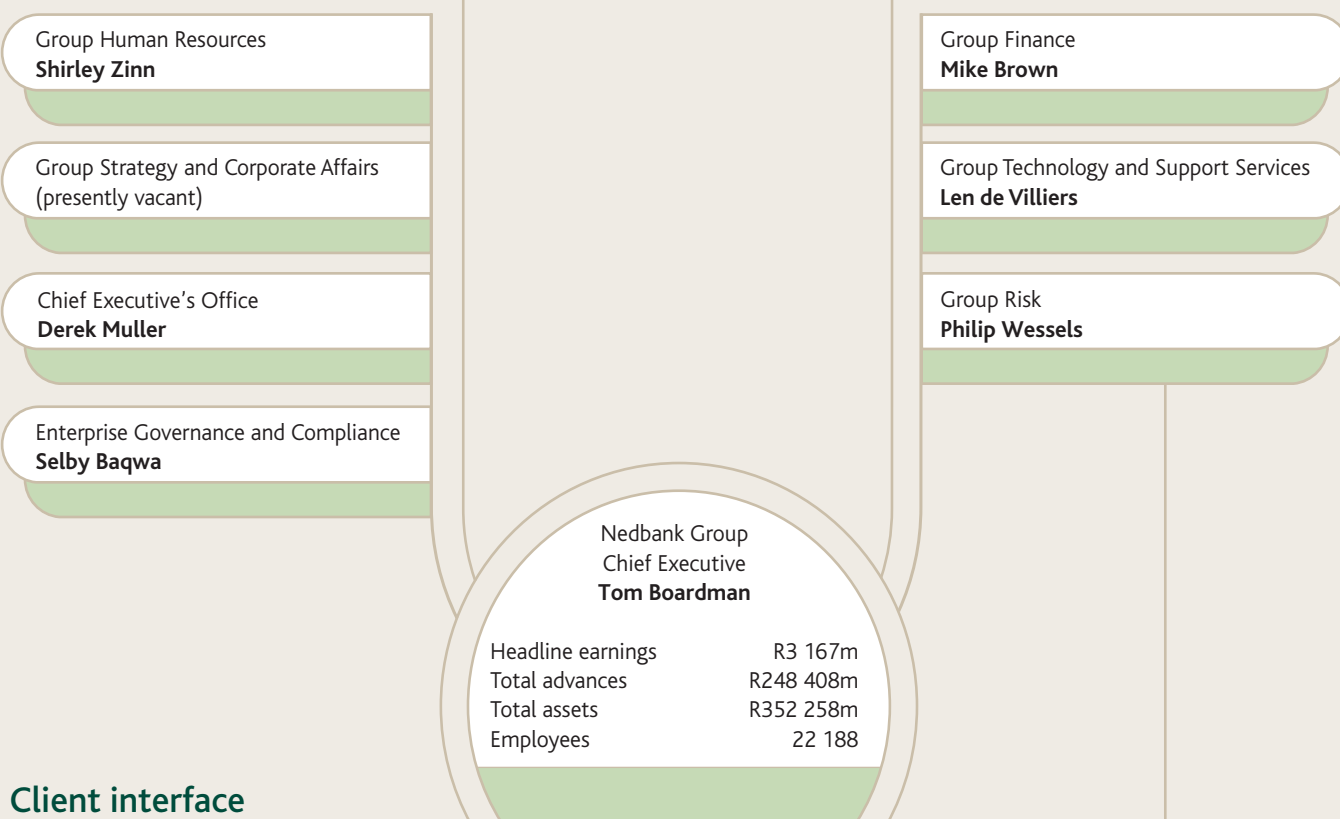 Group Human Resources
Shirley Zinn
Group Strategy and Corporate Affairs
(presently vacant)
Chief Executive’s Office
Derek Muller
Enterprise Governance and Compliance
Selby Baqwa
Group Finance
Mike Brown
Group Technology and Support Services
Len de Villiers
Group Risk
Philip Wessels
Nedbank Group
Chief Executive
Tom Boardman
Headline earnings R3 167m
Total advances R248 408m
Total assets R352 258m
Employees 22 188
Client interface